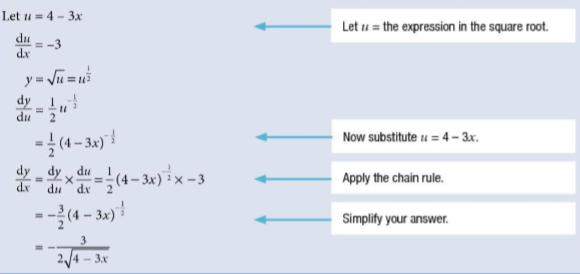 Let u = 4 – 3x
Let u = the expression in the square root.
du/dx = –3
y = √u = u^(1/2)
dy/du = 1/2 u^(–1/2)
= 1/2 (4 – 3x)^(–1/2)
Now substitute u = 4 – 3x.
dy/dx = dy/du × du/dx = 1/2 (4 – 3x)^(–1/2) × –3
Apply the chain rule.
= –3/2 (4 – 3x)^(–1/2)
Simplify your answer.
= – 3/(2√(4 – 3x))